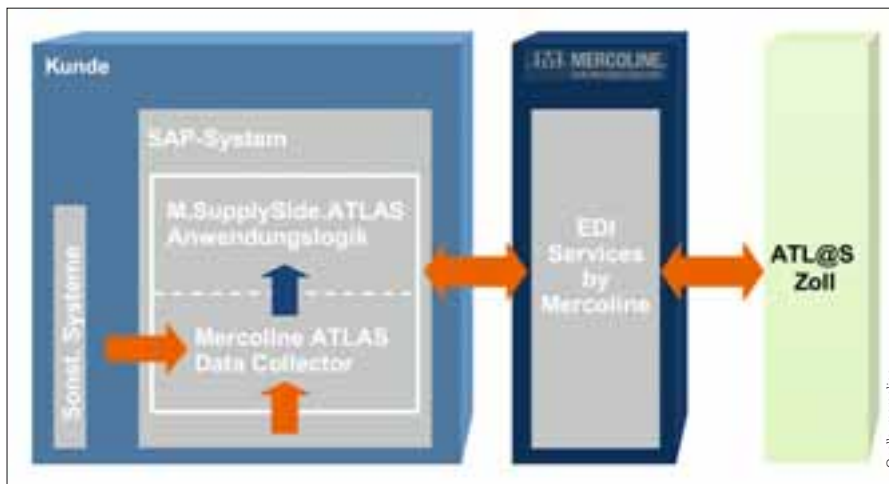 Kunde
SAP-System
M.SupplySide.ATLAS
Anwendungslogik
Mercoline ATLAS
Data Collector
Sonst. Systeme
MERCOLINE
EDI
Services
by
Mercoline
ATL@S
Zoll